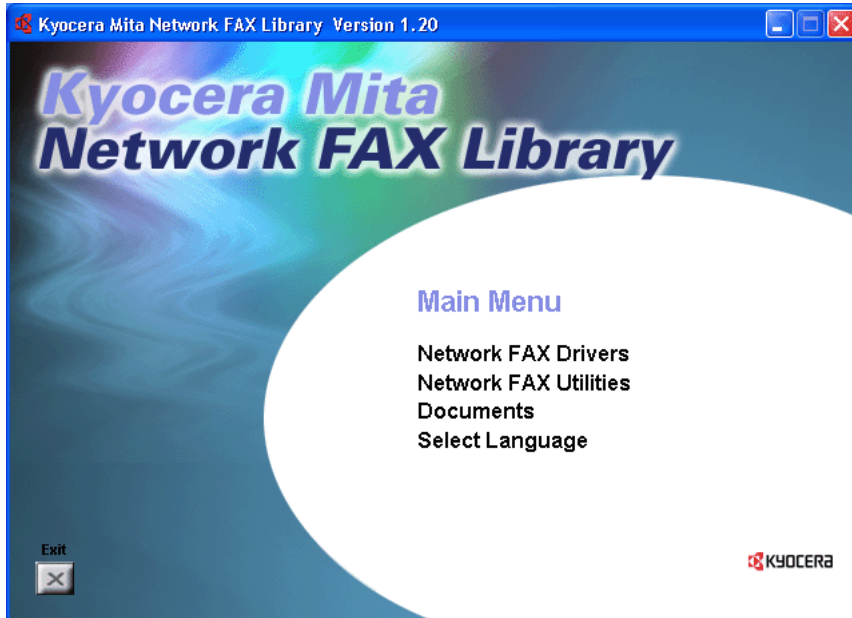 Kyocera Mita Network FAX Library Version 1.20
Kyocera Mita
Network FAX Library
Main Menu
Network FAX Drivers
Network FAX Utilities
Documents
Select Language
Exit
KYOCERA